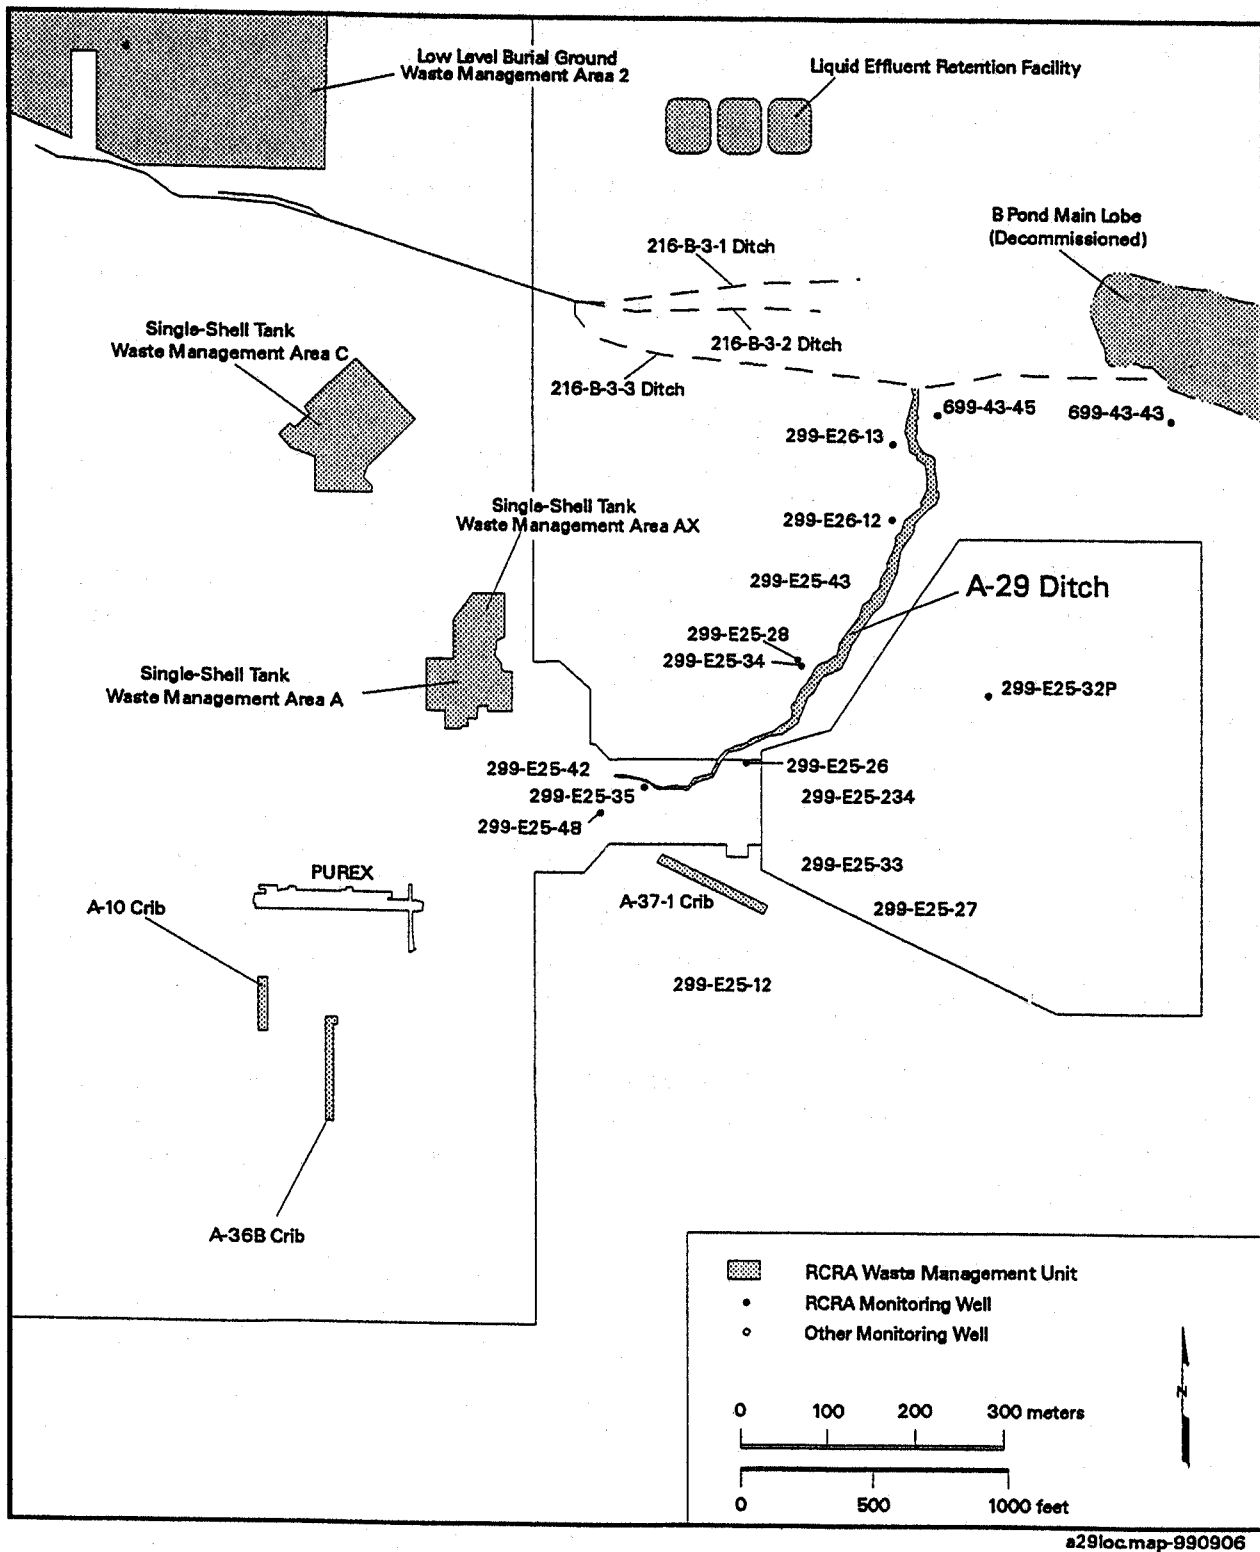 Low Level Burial Ground
Waste Management Area 2
Liquid Effluent Retention Facility
B Pond Main Lobe
(Decommissioned)
216-B-3-1 Ditch
Single-Shell Tank
Waste Management Area C
216-B-3-2 Ditch
216-B-3-3 Ditch
699-43-45
699-43-43
299-E26-13
Single-Shell Tank
Waste Management Area AX
299-E26-12
299-E25-43
A-29 Ditch
299-E25-28
299-E25-34
Single-Shell Tank
Waste Management Area A
299-E25-32P
299-E25-42
299-E25-26
299-E25-35
299-E25-234
299-E25-48
299-E25-33
PUREX
A-10 Crib
A-37-1 Crib
299-E25-27
299-E25-12
A-36B Crib
RCRA Waste Management Unit
RCRA Monitoring Well
Other Monitoring Well
0 100 200 300 meters
N
0 500 1000 feet
a29loc.map-990906